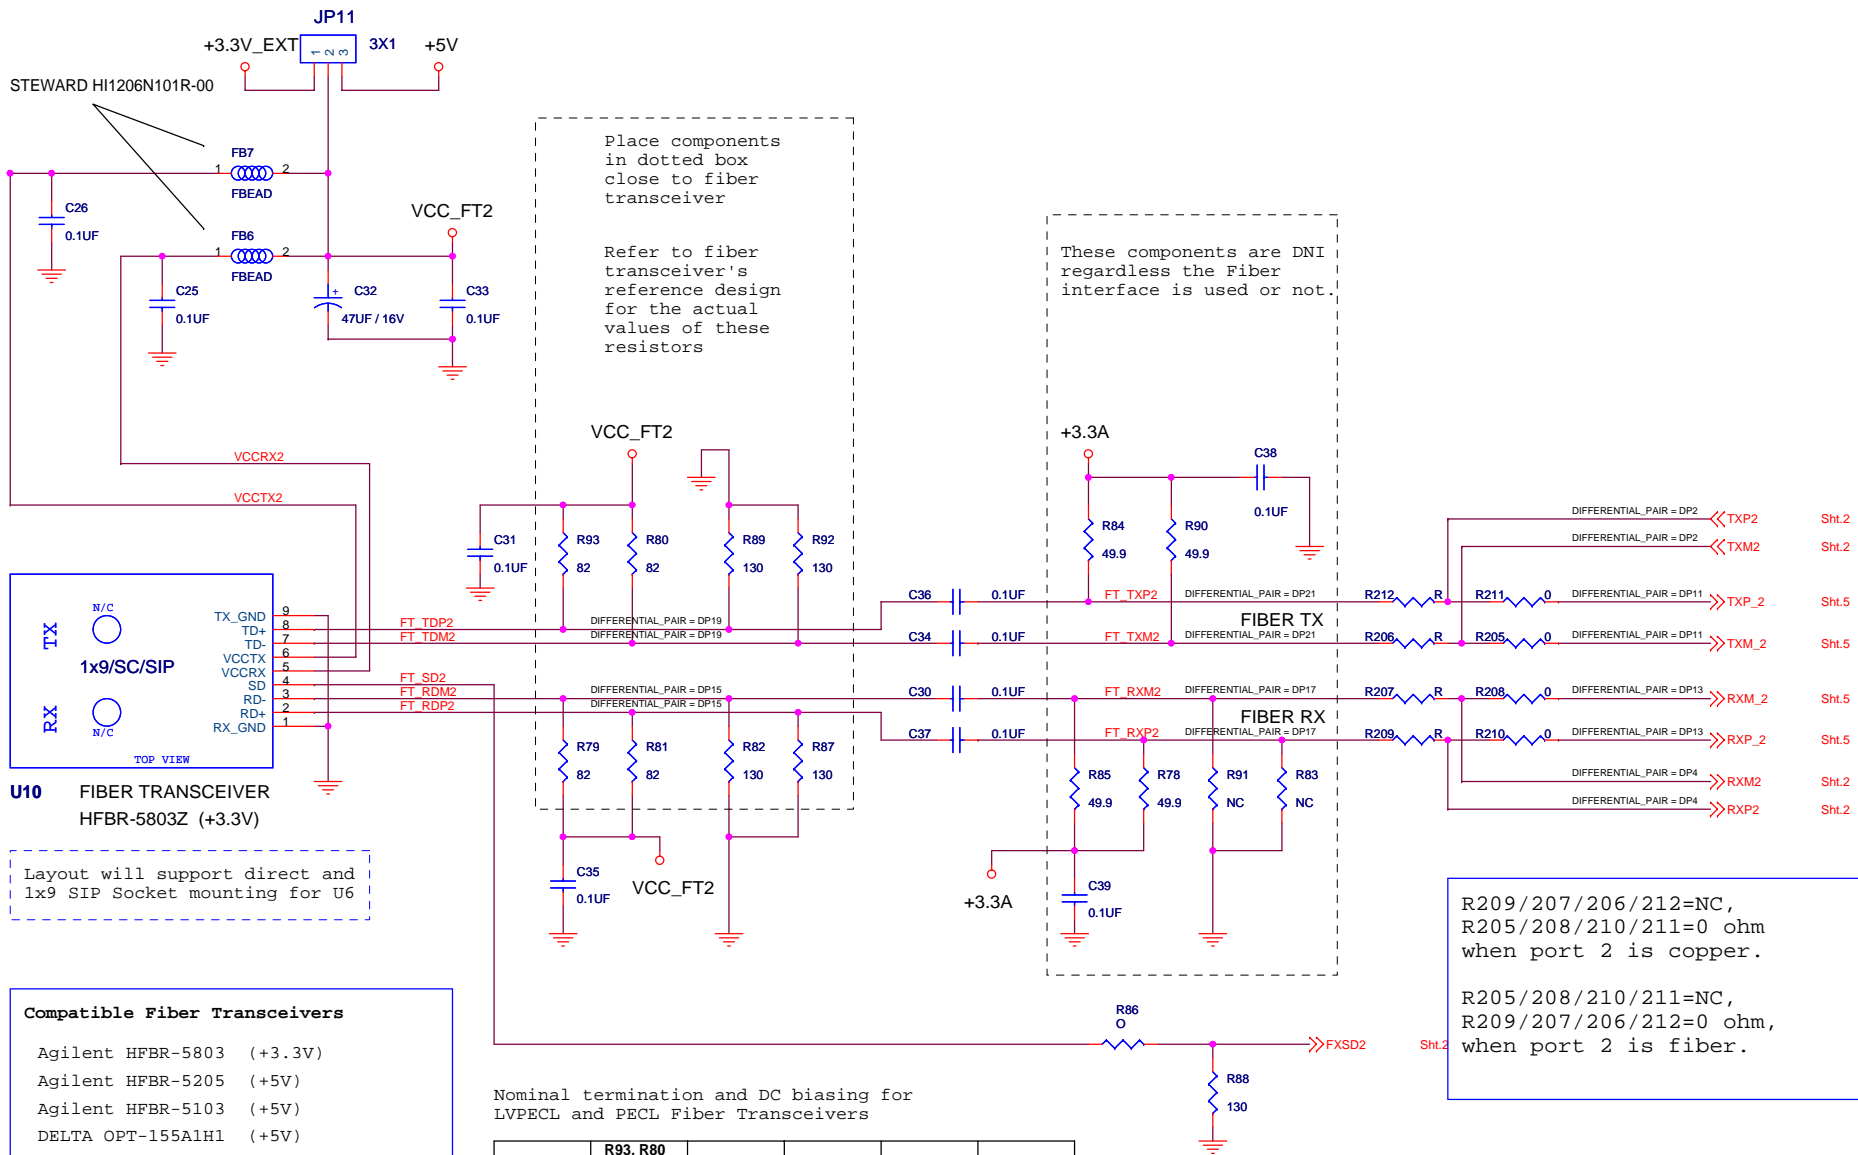 JP11
+3.3V_EXT
1 2 3
3X1
+5V
STEWARD HI1206N101R-00
FB7
1 2
FBEAD
C26
0.1UF
VCC_FT2
FB6
1 2
FBEAD
C25
0.1UF
+
C32
47UF / 16V
C33
0.1UF
Place components
in dotted box
close to fiber
transceiver
Refer to fiber
transceiver's
reference design
for the actual
values of these
resistors
These components are DNI
regardless the Fiber
interface is used or not.
VCC_FT2
+3.3A
C38
0.1UF
VCCRX2
VCCTX2
C31
0.1UF
R93
82
R80
82
R89
130
R92
130
R84
49.9
R90
49.9
DIFFERENTIAL_PAIR = DP2
TXP2
Sht.2
DIFFERENTIAL_PAIR = DP2
TXM2
Sht.2
TX
N/C
1x9/SC/SIP
RX
N/C
TOP VIEW
TX_GND 9
TD+ 8
TD- 7
VCCTX 6
VCCRX 5
SD 4
RD- 3
RD+ 2
RX_GND 1
FT_TDP2
DIFFERENTIAL_PAIR = DP19
C36
0.1UF
FT_TXP2
DIFFERENTIAL_PAIR = DP21
R212 R
R211 0
DIFFERENTIAL_PAIR = DP11
TXP_2
Sht.5
FIBER TX
FT_TDM2
DIFFERENTIAL_PAIR = DP19
C34
0.1UF
FT_TXM2
DIFFERENTIAL_PAIR = DP21
R206 R
R205 0
DIFFERENTIAL_PAIR = DP11
TXM_2
Sht.5
FT_SD2
FT_RDM2
DIFFERENTIAL_PAIR = DP15
C30
0.1UF
FT_RXM2
DIFFERENTIAL_PAIR = DP17
R207 R
R208 0
DIFFERENTIAL_PAIR = DP13
RXM_2
Sht.5
FIBER RX
FT_RDP2
DIFFERENTIAL_PAIR = DP15
C37
0.1UF
FT_RXP2
DIFFERENTIAL_PAIR = DP17
R209 R
R210 0
DIFFERENTIAL_PAIR = DP13
RXP_2
Sht.5
DIFFERENTIAL_PAIR = DP4
RXM2
Sht.2
DIFFERENTIAL_PAIR = DP4
RXP2
Sht.2
R79
82
R81
82
R82
130
R87
130
R85
49.9
R78
49.9
R91
NC
R83
NC
U10
FIBER TRANSCEIVER
HFBR-5803Z (+3.3V)
Layout will support direct and
1x9 SIP Socket mounting for U6
C35
0.1UF
VCC_FT2
+3.3A
C39
0.1UF
R209/207/206/212=NC,
R205/208/210/211=0 ohm
when port 2 is copper.
R205/208/210/211=NC,
R209/207/206/212=0 ohm,
when port 2 is fiber.
Compatible Fiber Transceivers
Agilent HFBR-5803 (+3.3V)
Agilent HFBR-5205 (+5V)
Agilent HFBR-5103 (+5V)
DELTA OPT-155A1H1 (+5V)
R86
O
FXSD2
Sht.2
R88
130
Nominal termination and DC biasing for
LVPECL and PECL Fiber Transceivers
R93, R80